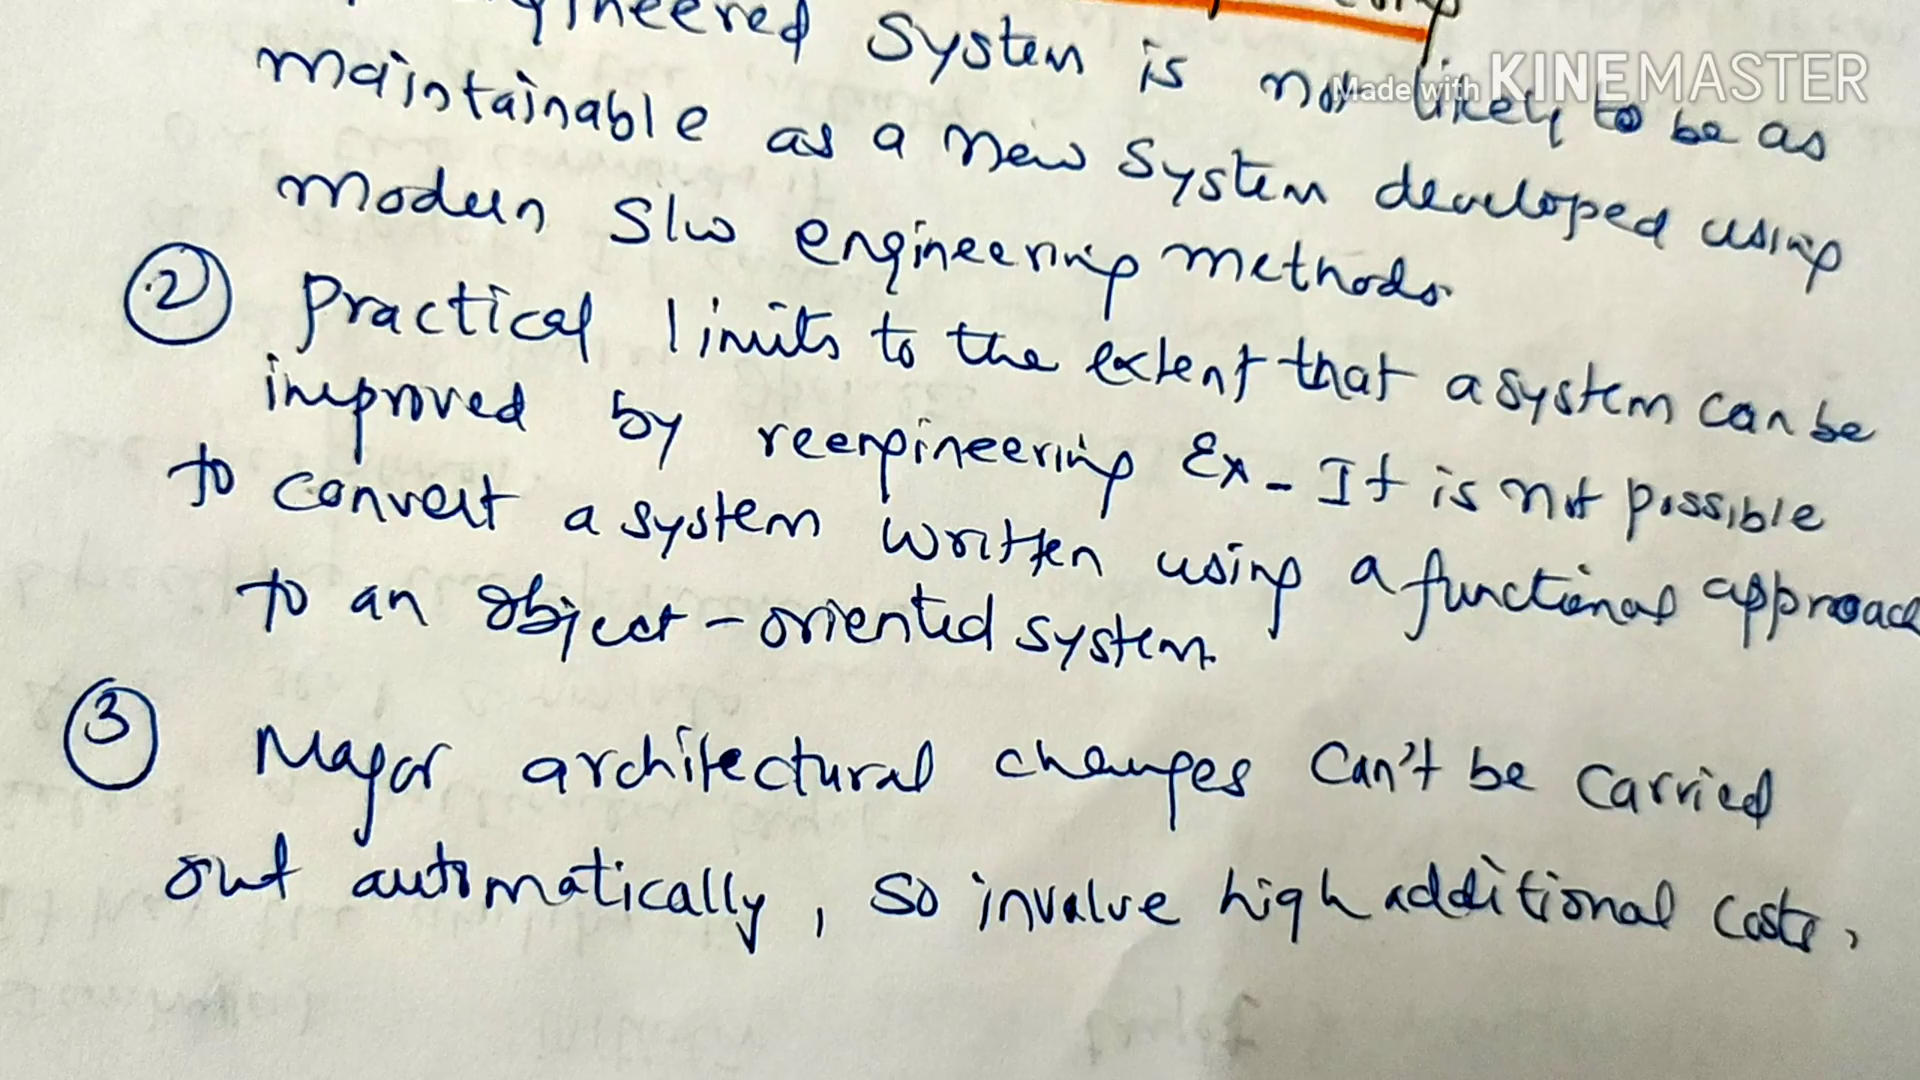 System is not likely to be as
maintainable as a new System developed using
modern S/w engineering methods.
② Practical limits to the extent that a system can be
improved by reengineering Ex - It is not possible
to convert a system written using a functional approach
to an object-oriented system.
③ Major architectural changes can't be carried
out automatically, so involve high additional costs.
Made with KINEMASTER